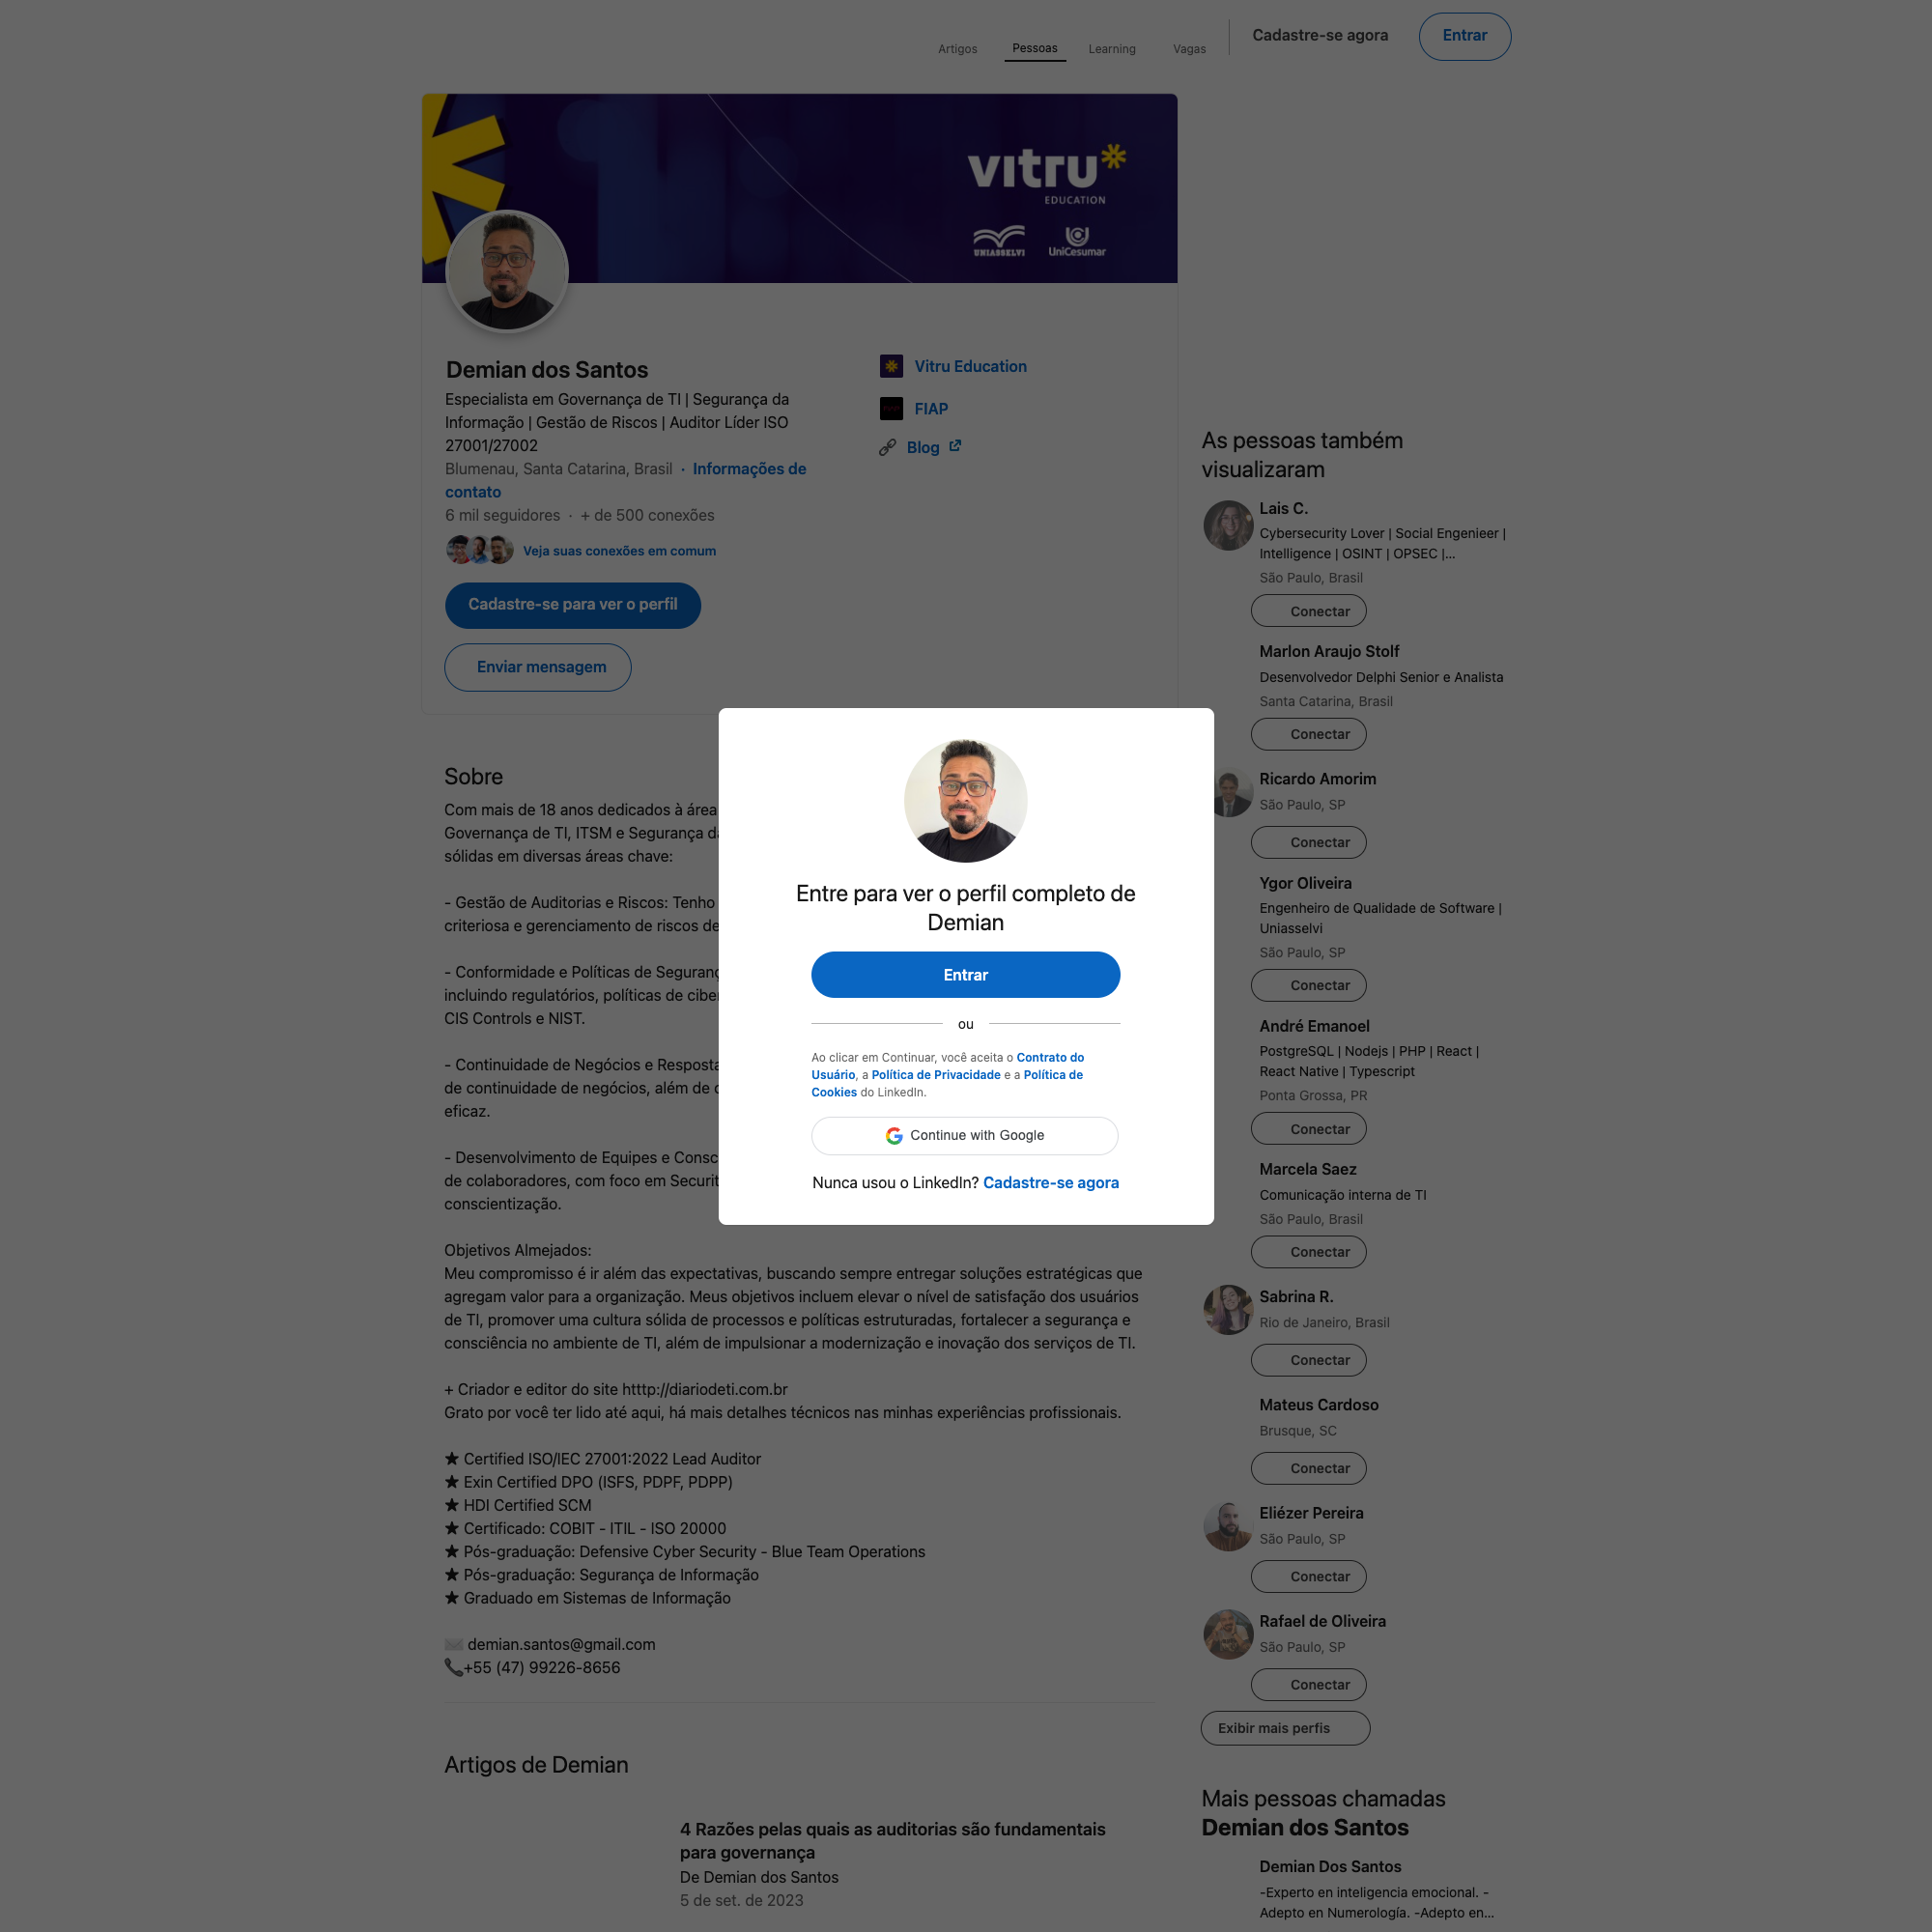 Artigos
Pessoas
Learning
Vagas
Cadastre-se agora
Entrar
vitru
EDUCATION
UNIASSELVI
UniCesumar
Demian dos Santos
Especialista em Governança de TI | Segurança da
Informação | Gestão de Riscos | Auditor Líder ISO
27001/27002
Blumenau, Santa Catarina, Brasil · Informações de
contato
6 mil seguidores · + de 500 conexões
Veja suas conexões em comum
Cadastre-se para ver o perfil
Enviar mensagem
Vitru Education
FIAP
Blog
Sobre
Com mais de 18 anos dedicados à área
Governança de TI, ITSM e Segurança
sólidas em diversas áreas chave:
- Gestão de Auditorias e Riscos: Tenho
criteriosa e gerenciamento de riscos de
- Conformidade e Políticas de
incluindo regulatórios, políticas de
CIS Controls e NIST.
- Continuidade de Negócios e
de continuidade de negócios, além de
eficaz.
- Desenvolvimento de Equipes e
de colaboradores, com foco em
conscientização.
Objetivos Almejados:
Meu compromisso é ir além das expectativas, buscando sempre entregar soluções estratégicas que
agregam valor para a organização. Meus objetivos incluem elevar o nível de satisfação dos usuários
de TI, promover uma cultura sólida de processos e políticas estruturadas, fortalecer a segurança e
consciência no ambiente de TI, além de impulsionar a modernização e inovação dos serviços de TI.
+ Criador e editor do site htttp://diariodeti.com.br
Grato por você ter lido até aqui, há mais detalhes técnicos nas minhas experiências profissionais.
★ Certified ISO/IEC 27001:2022 Lead Auditor
★ Exin Certified DPO (ISFS, PDPF, PDPP)
★ HDI Certified SCM
★ Certificado: COBIT - ITIL - ISO 20000
★ Pós-graduação: Defensive Cyber Security - Blue Team Operations
★ Pós-graduação: Segurança de Informação
★ Graduado em Sistemas de Informação
✉️ demian.santos@gmail.com
📞+55 (47) 99226-8656
Artigos de Demian
4 Razões pelas quais as auditorias são fundamentais
para governança
De Demian dos Santos
5 de set. de 2023
Entre para ver o perfil completo de
Demian
Entrar
ou
Ao clicar em Continuar, você aceita o Contrato do
Usuário, a Política de Privacidade e a Política de
Cookies do LinkedIn.
Continue with Google
Nunca usou o LinkedIn? Cadastre-se agora
As pessoas também
visualizaram
Lais C.
Cybersecurity Lover | Social Engenieer |
Intelligence | OSINT | OPSEC |...
São Paulo, Brasil
Conectar
Marlon Araujo Stolf
Desenvolvedor Delphi Senior e Analista
Santa Catarina, Brasil
Conectar
Ricardo Amorim
São Paulo, SP
Conectar
Ygor Oliveira
Engenheiro de Qualidade de Software |
Uniasselvi
São Paulo, SP
Conectar
André Emanoel
PostgreSQL | Nodejs | PHP | React |
React Native | Typescript
Ponta Grossa, PR
Conectar
Marcela Saez
Comunicação interna de TI
São Paulo, Brasil
Conectar
Sabrina R.
Rio de Janeiro, Brasil
Conectar
Mateus Cardoso
Brusque, SC
Conectar
Eliézer Pereira
São Paulo, SP
Conectar
Rafael de Oliveira
São Paulo, SP
Conectar
Exibir mais perfis
Mais pessoas chamadas
Demian dos Santos
Demian Dos Santos
-Experto en inteligencia emocional. -
Adepto en Numerología. -Adepto en...